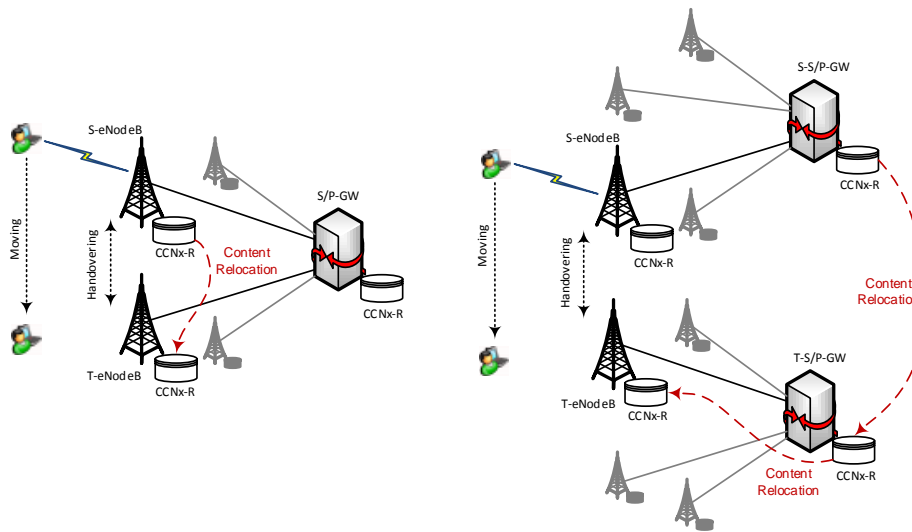 S-eNodeB
CCNx-R
Moving
Handovering
Content
Relocation
S/P-GW
CCNx-R
T-eNodeB
CCNx-R
S-S/P-GW
CCNx-R
S-eNodeB
CCNx-R
Moving
Handovering
Content
Relocation
T-S/P-GW
T-eNodeB
CCNx-R
CCNx-R
Content
Relocation